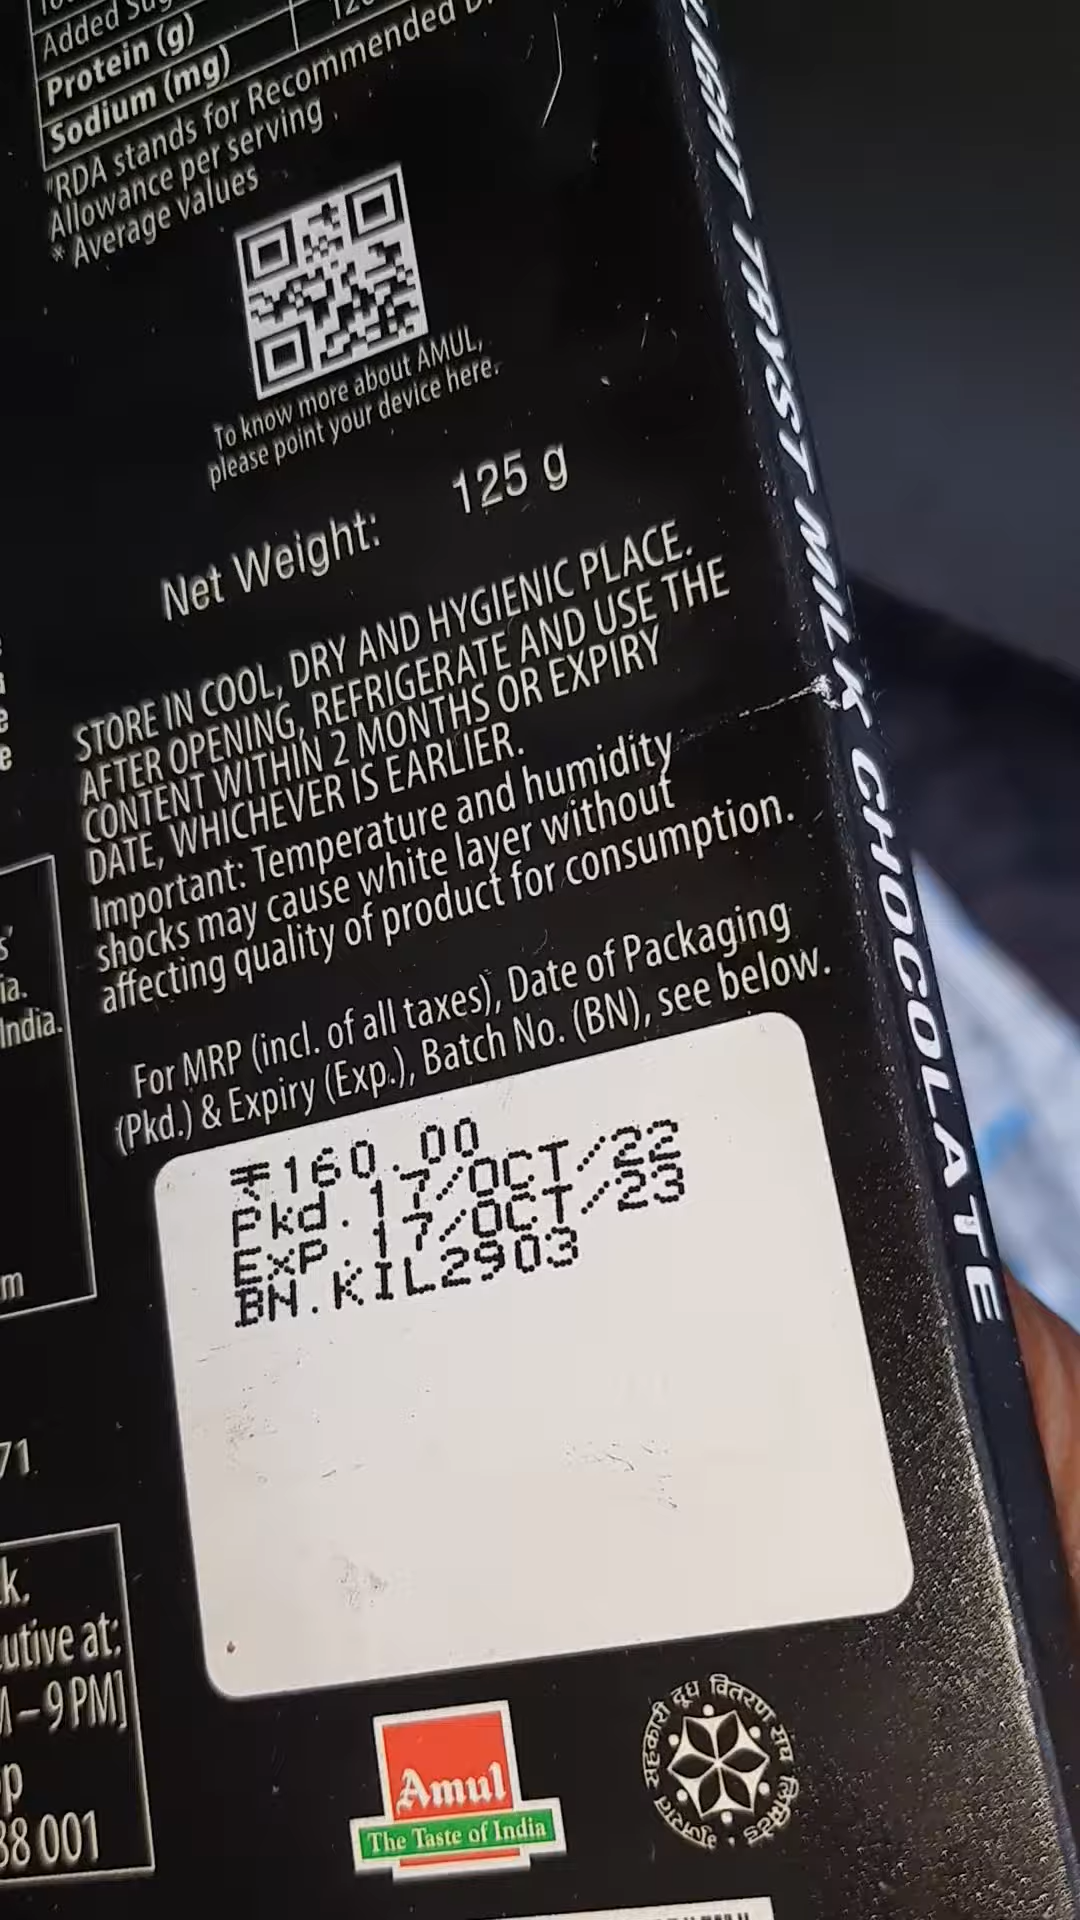 Added
Protein (g)
Sodium (mg)
RDA stands for Recommended
Allowance per serving
* Average values
To know more about AMUL,
please point your device here.
Net Weight: 125 g
STORE IN COOL, DRY AND HYGIENIC PLACE.
AFTER OPENING, REFRIGERATE AND USE THE
CONTENT WITHIN 2 MONTHS OR EXPIRY
DATE, WHICHEVER IS EARLIER.
Important: Temperature and humidity
shocks may cause white layer without
affecting quality of product for consumption.
For MRP (incl. of all taxes), Date of Packaging
(Pkd.) & Expiry (Exp.), Batch No. (BN), see below.
₹160.00
Pkd.17/OCT/22
EXP.17/OCT/23
BN.KIL2903
Amul
The Taste of India
सहकारी दूध वितरण संघ लिमिटेड
TRYST MILK CHOCOLATE
India.
71
at:
– 9 PM]
001